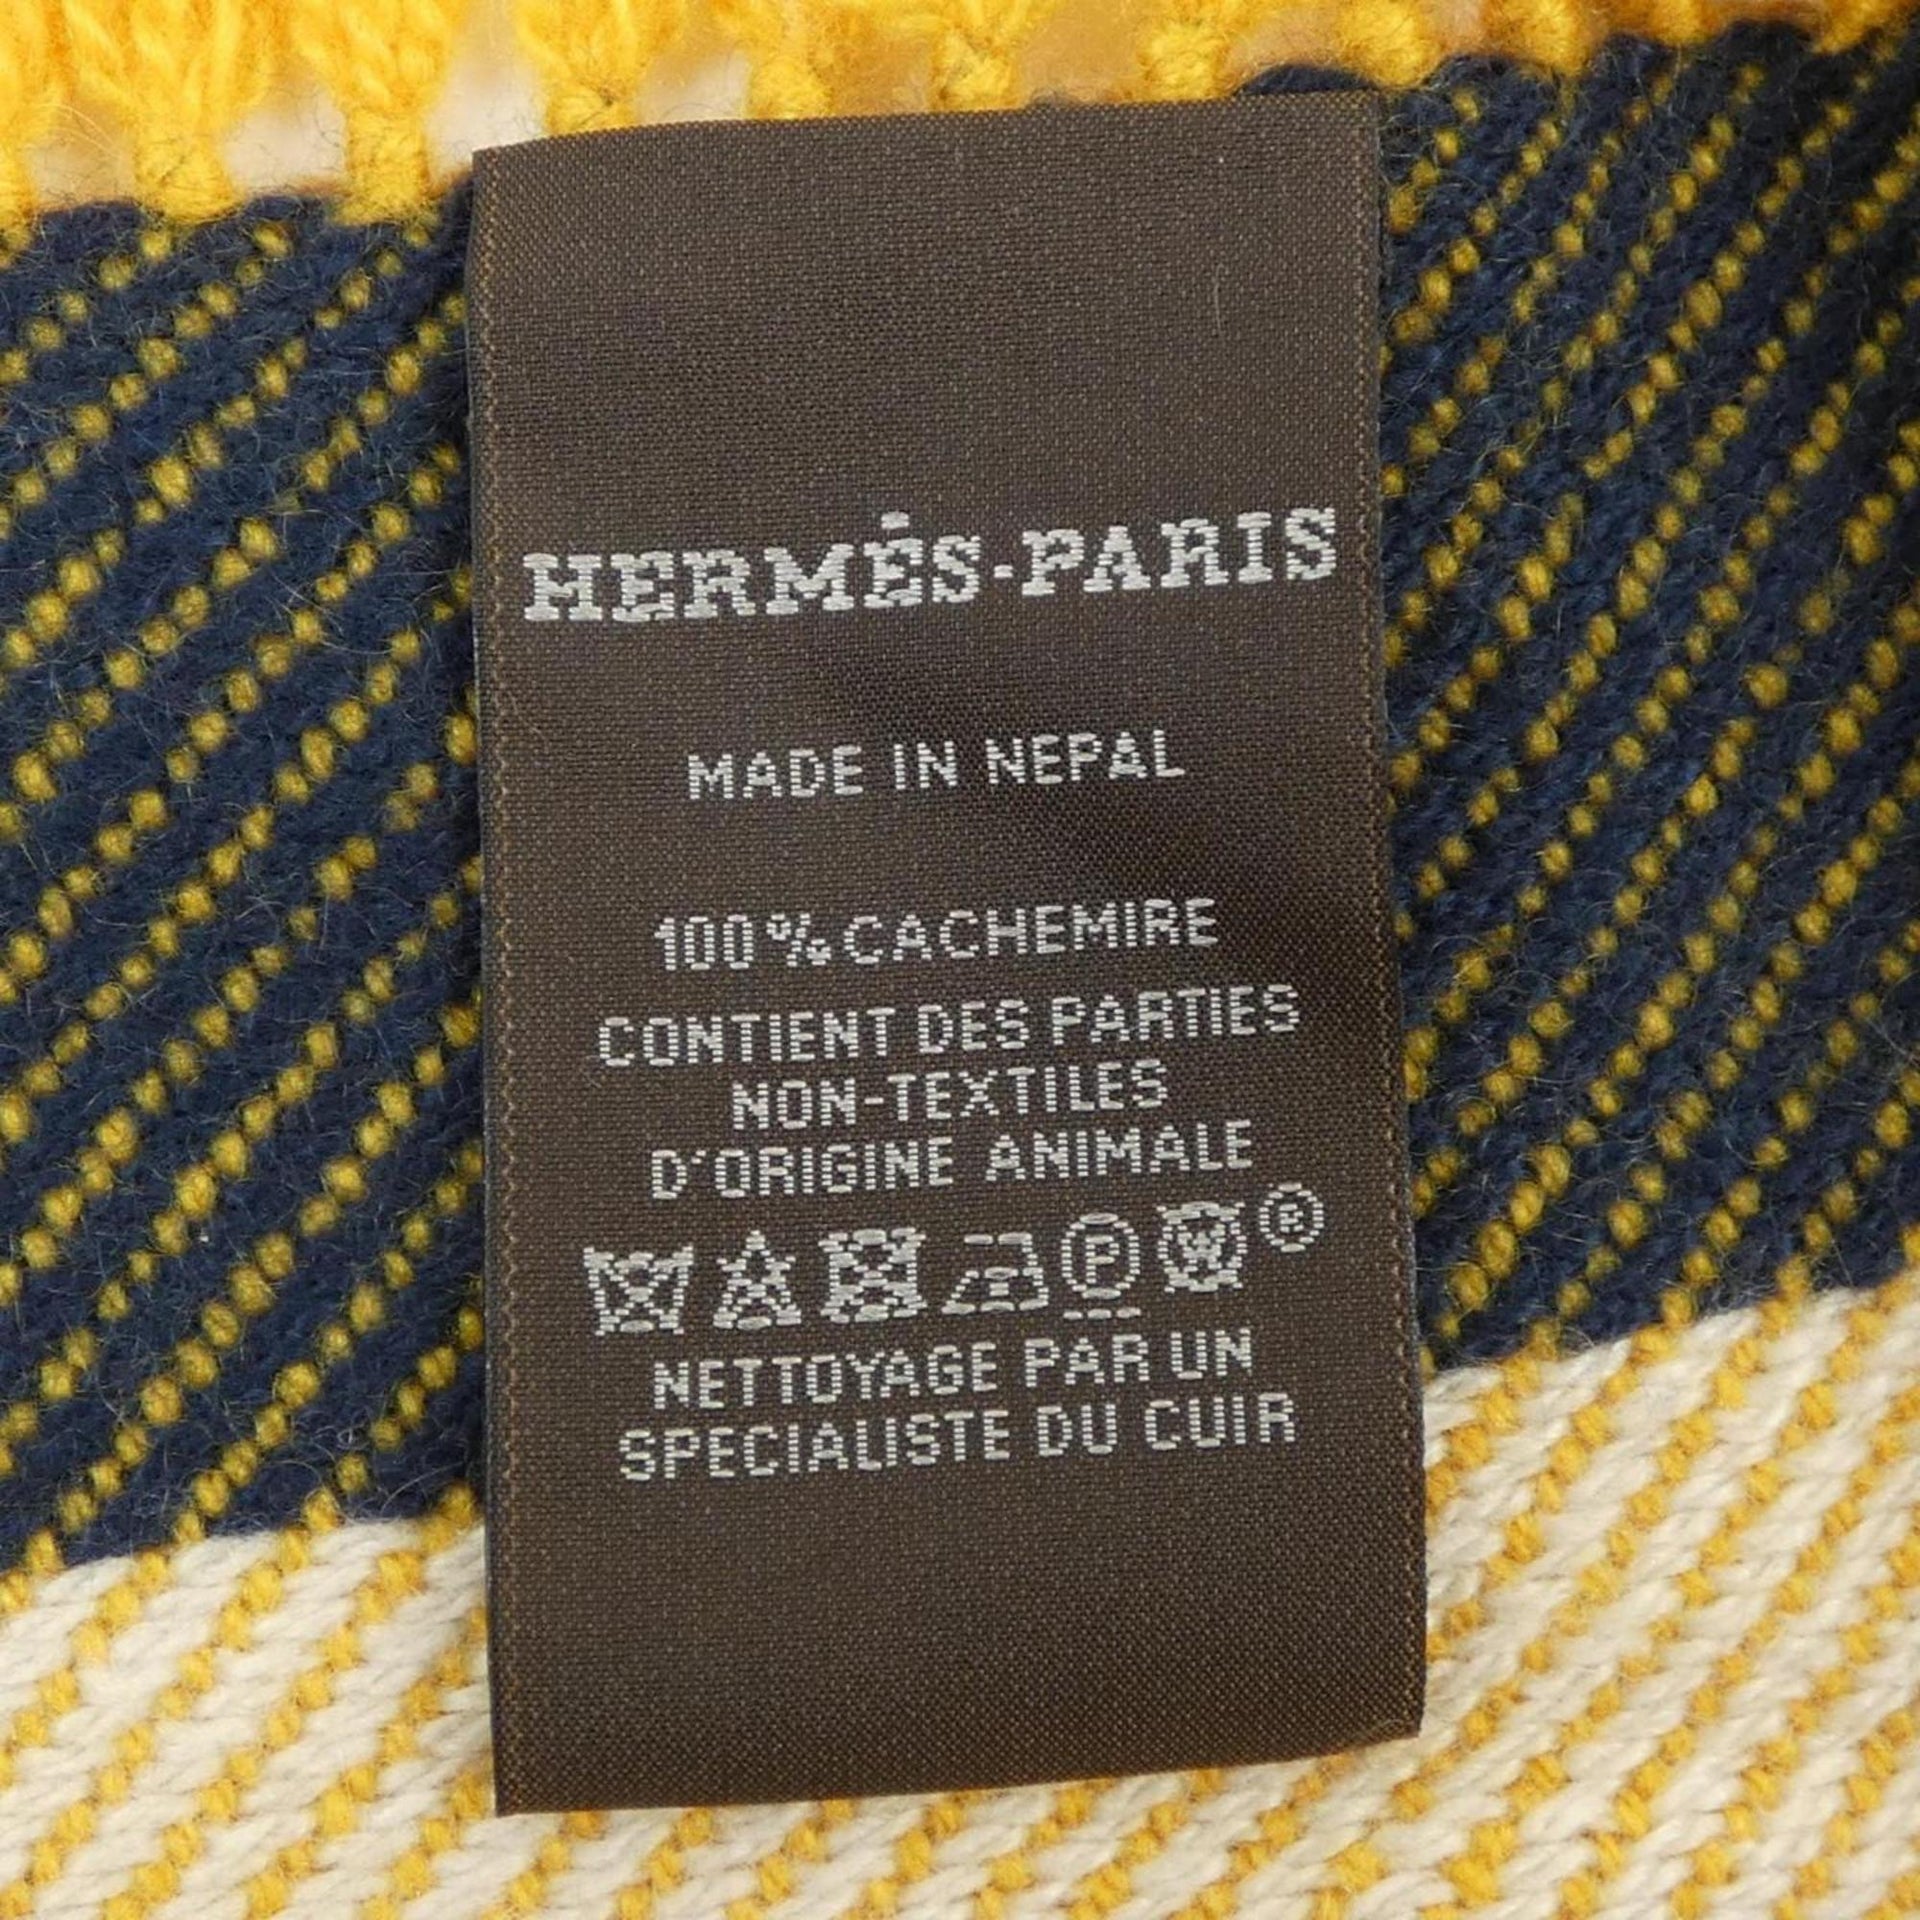 HERMÈS-PARIS
MADE IN NEPAL
100% CACHEMIRE
CONTIENT DES PARTIES
NON-TEXTILES
D'ORIGINE ANIMALE
P W ®
NETTOYAGE PAR UN
SPECIALISTE DU CUIR